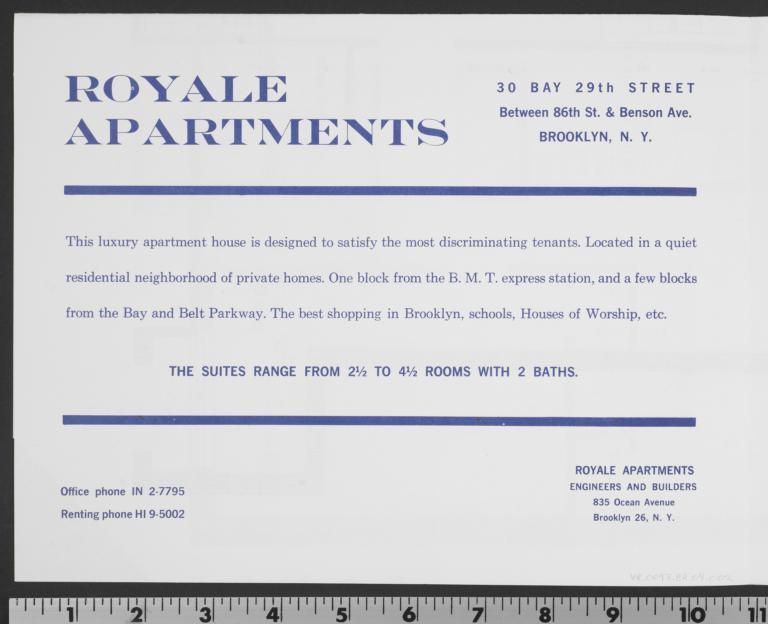 ROYALE
APARTMENTS
30 BAY 29th STREET
Between 86th St. & Benson Ave.
BROOKLYN, N. Y.
This luxury apartment house is designed to satisfy the most discriminating tenants. Located in a quiet
residential neighborhood of private homes. One block from the B. M. T. express station, and a few blocks
from the Bay and Belt Parkway. The best shopping in Brooklyn, schools, Houses of Worship, etc.
THE SUITES RANGE FROM 2½ TO 4½ ROOMS WITH 2 BATHS.
Office phone IN 2-7795
Renting phone HI 9-5002
ROYALE APARTMENTS
ENGINEERS AND BUILDERS
835 Ocean Avenue
Brooklyn 26, N. Y.
1 2 3 4 5 6 7 8 9 10 11